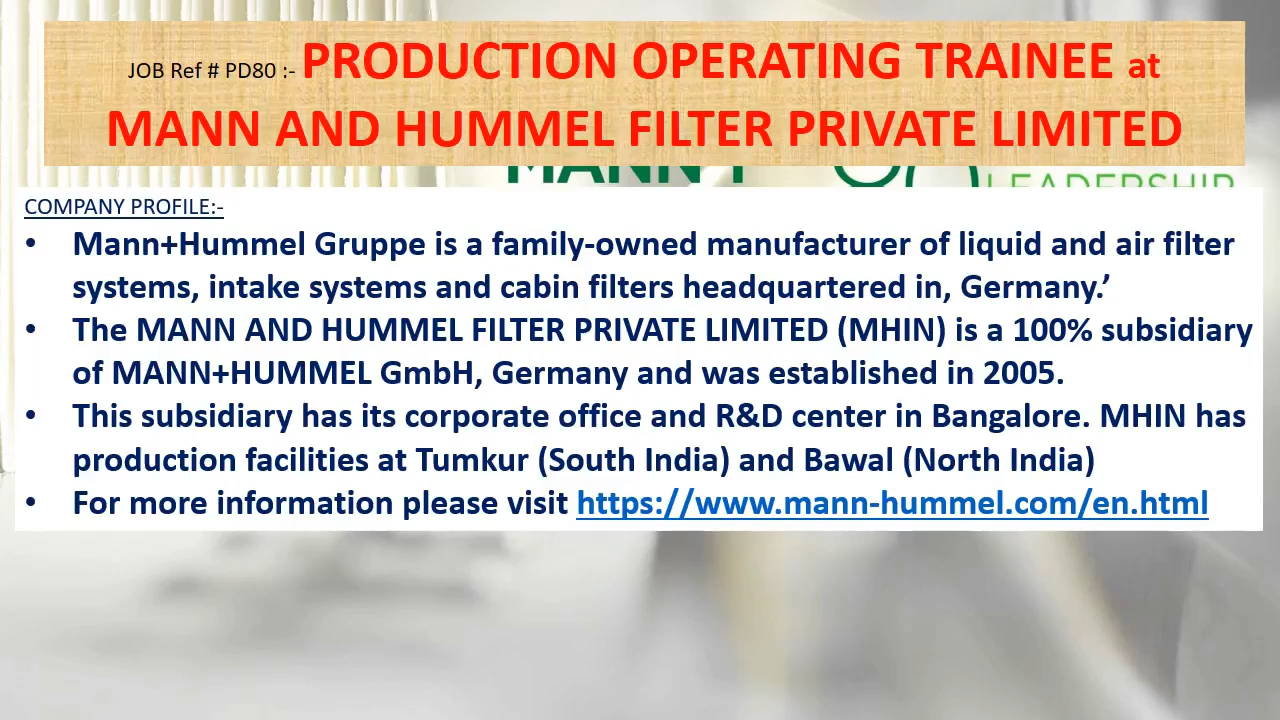 JOB Ref # PD80 :- PRODUCTION OPERATING TRAINEE at
MANN AND HUMMEL FILTER PRIVATE LIMITED
LEADERSHIP
COMPANY PROFILE:-
• Mann+Hummel Gruppe is a family-owned manufacturer of liquid and air filter
systems, intake systems and cabin filters headquartered in, Germany.’
• The MANN AND HUMMEL FILTER PRIVATE LIMITED (MHIN) is a 100% subsidiary
of MANN+HUMMEL GmbH, Germany and was established in 2005.
• This subsidiary has its corporate office and R&D center in Bangalore. MHIN has
production facilities at Tumkur (South India) and Bawal (North India)
• For more information please visit https://www.mann-hummel.com/en.html